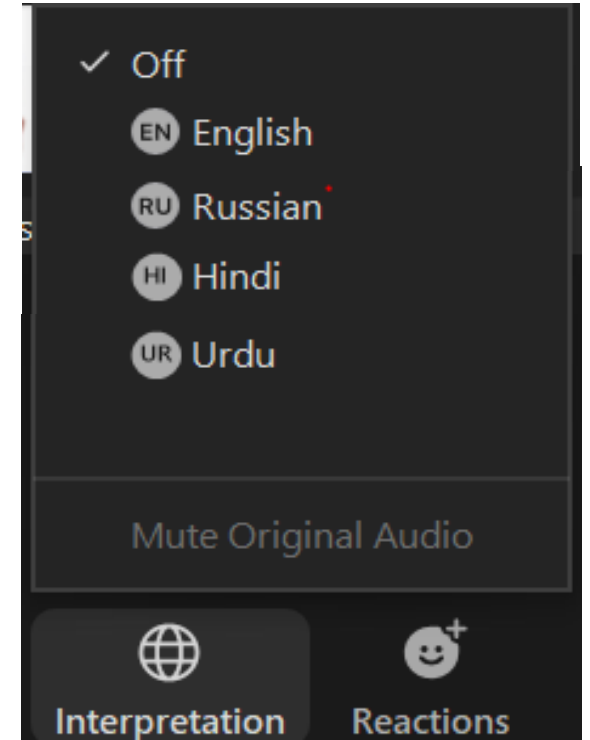 Off
EN English
RU Russian
HI Hindi
UR Urdu
Mute Original Audio
Interpretation
Reactions